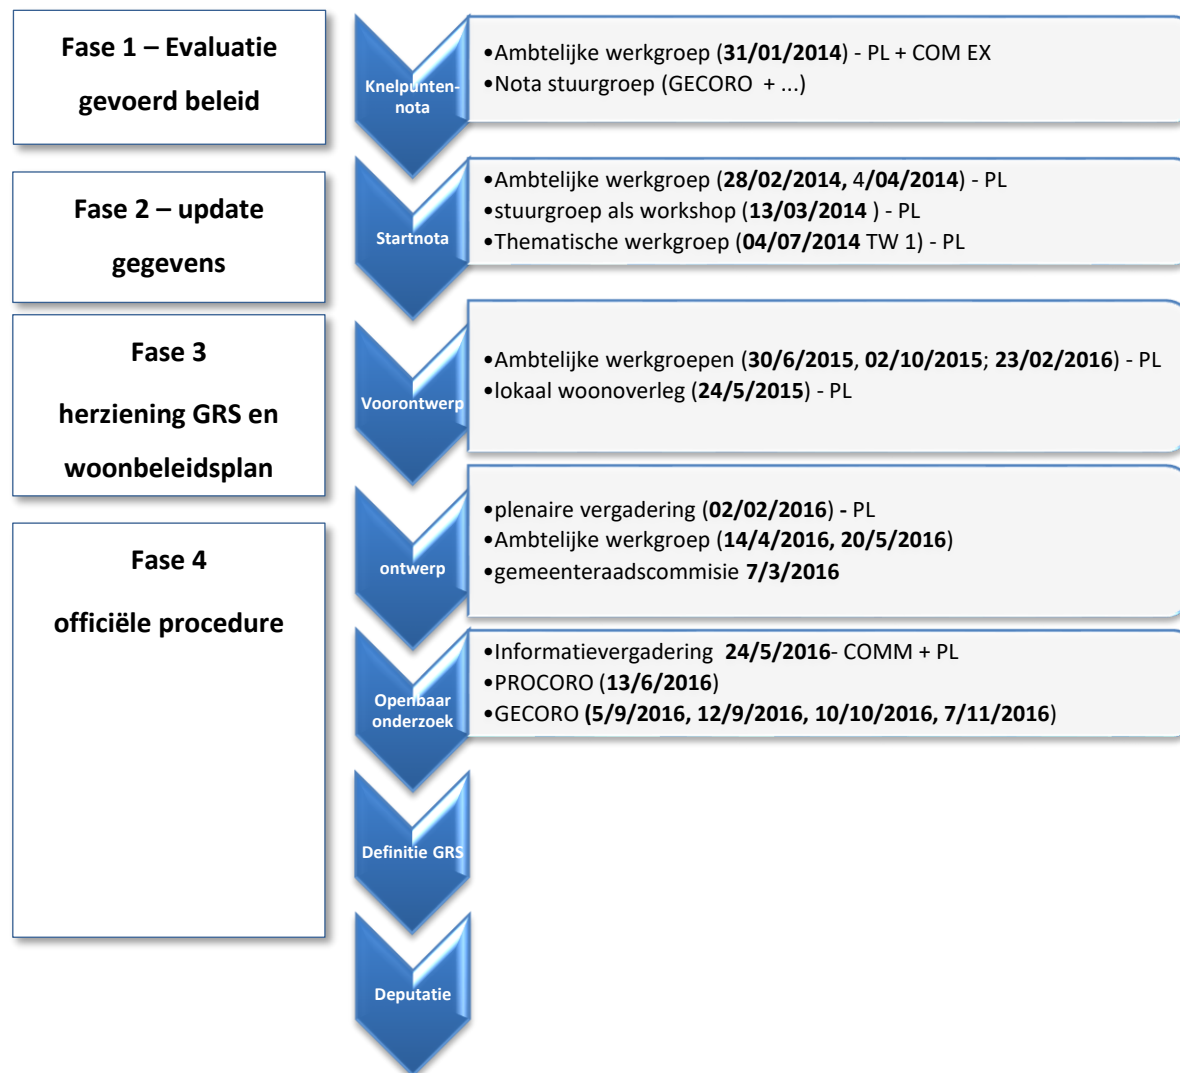 Fase 1 – Evaluatie
gevoerd beleid
Knelpunten-
nota
•Ambtelijke werkgroep (31/01/2014) - PL + COM EX
•Nota stuurgroep (GECORO + ...)
Fase 2 – update
gegevens
Startnota
•Ambtelijke werkgroep (28/02/2014, 4/04/2014) - PL
•stuurgroep als workshop (13/03/2014 ) - PL
•Thematische werkgroep (04/07/2014 TW 1) - PL
Fase 3
herziening GRS en
woonbeleidsplan
Voorontwerp
•Ambtelijke werkgroepen (30/6/2015, 02/10/2015; 23/02/2016) - PL
•lokaal woonoverleg (24/5/2015) - PL
Fase 4
officiële procedure
ontwerp
•plenaire vergadering (02/02/2016) - PL
•Ambtelijke werkgroep (14/4/2016, 20/5/2016)
•gemeenteraadscommisie 7/3/2016
Openbaar
onderzoek
•Informatievergadering 24/5/2016- COMM + PL
•PROCORO (13/6/2016)
•GECORO (5/9/2016, 12/9/2016, 10/10/2016, 7/11/2016)
Definitie GRS
Deputatie